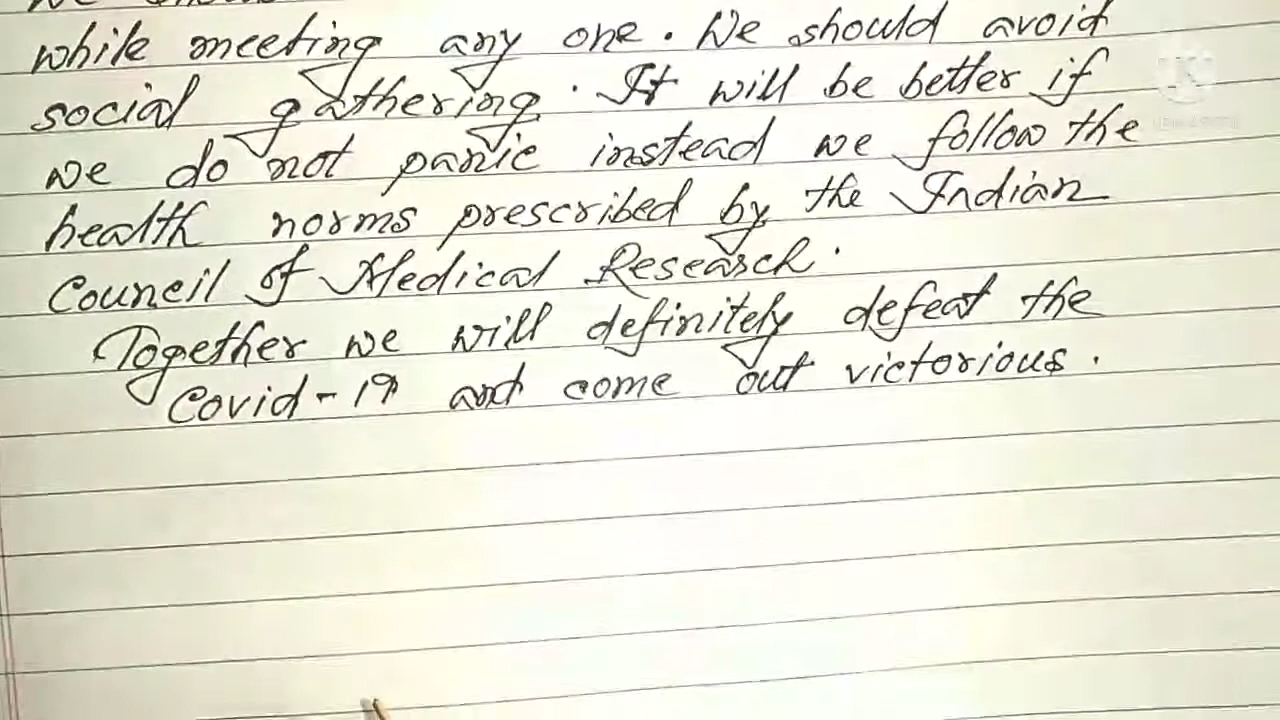 while meeting any one. We should avoid
social gathering. It will be better if
we do not panic instead we follow the
health norms prescribed by the Indian
Council of Medical Research.
Together we will definitely defeat the
Covid-19 and come out victorious.